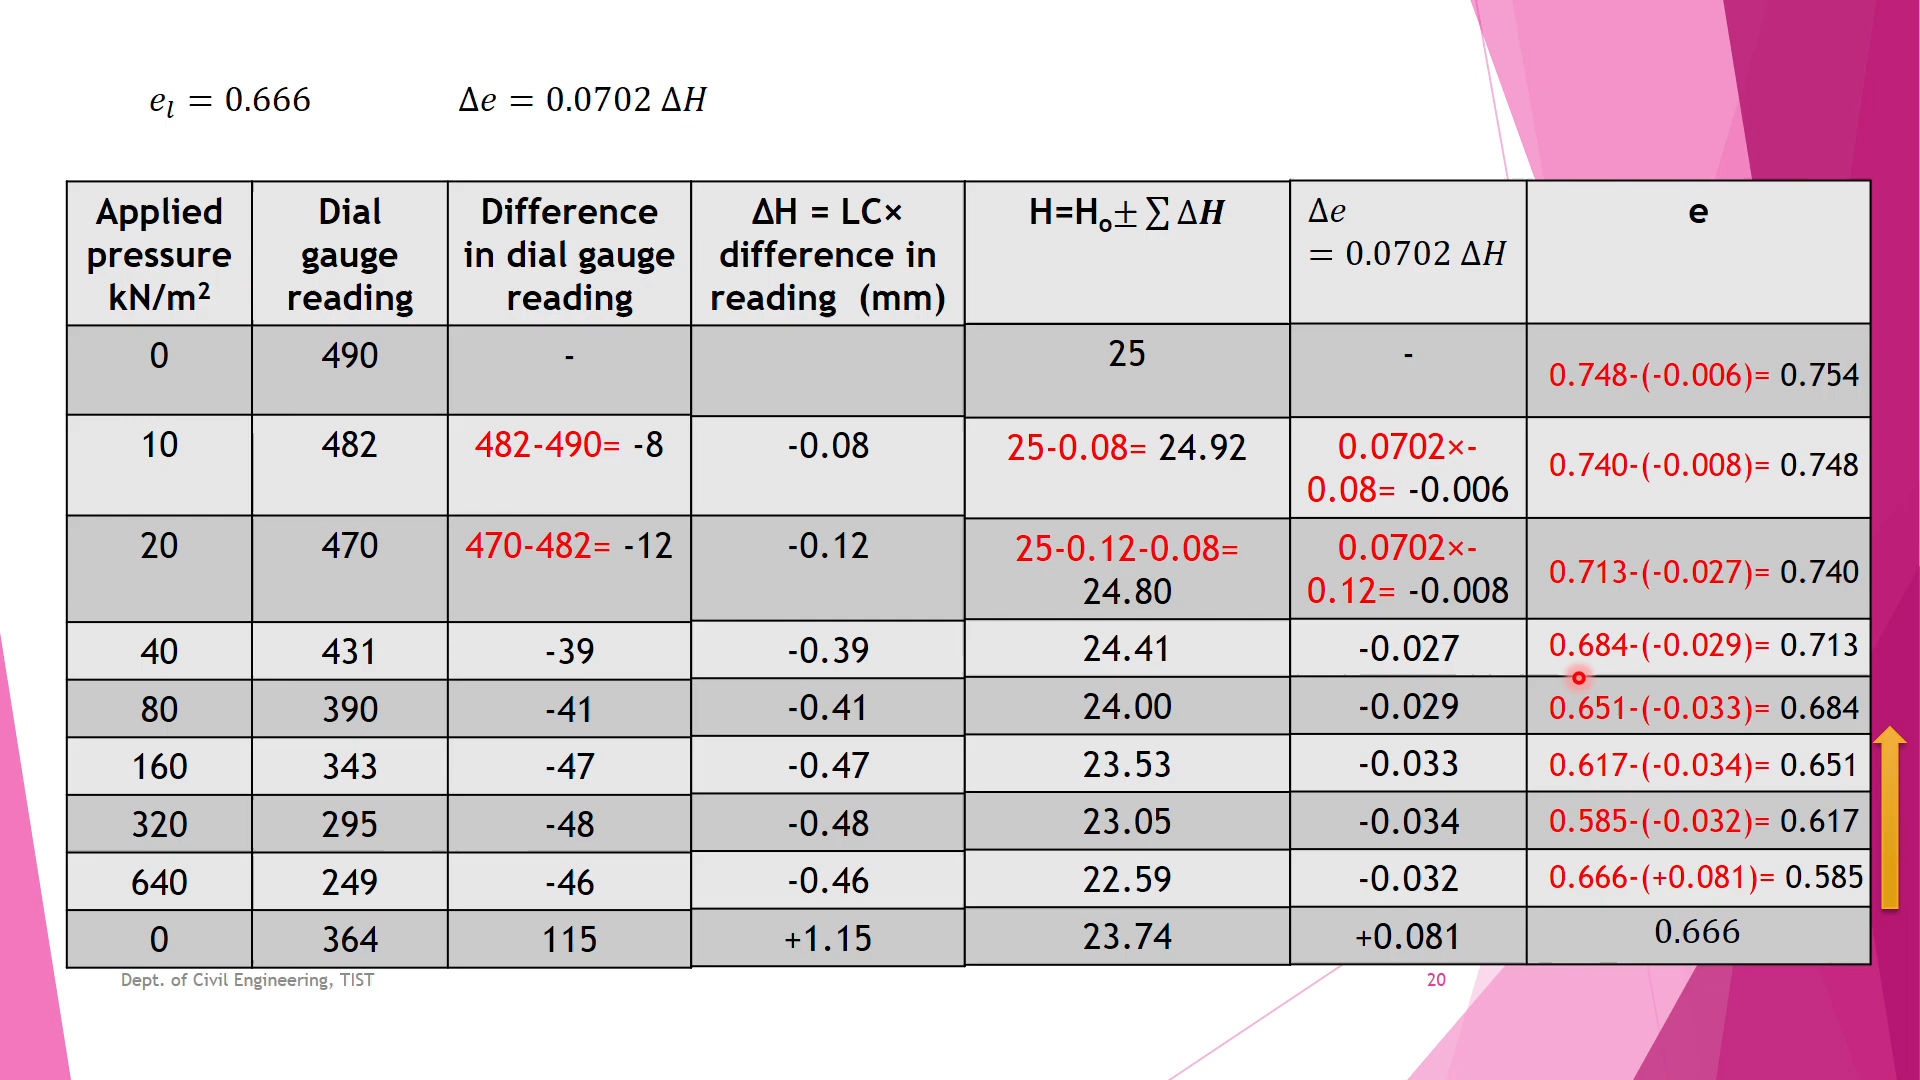 eₗ = 0.666 Δe = 0.0702 ΔH
Applied pressure kN/m² Dial gauge reading Difference in dial gauge reading ΔH = LC× difference in reading (mm) H=Hₒ±∑ΔH Δe = 0.0702 ΔH e
0 490 - 25 - 0.748-(-0.006)= 0.754
10 482 482-490= -8 -0.08 25-0.08= 24.92 0.0702×-0.08= -0.006 0.740-(-0.008)= 0.748
20 470 470-482= -12 -0.12 25-0.12-0.08= 24.80 0.0702×-0.12= -0.008 0.713-(-0.027)= 0.740
40 431 -39 -0.39 24.41 -0.027 0.684-(-0.029)= 0.713
80 390 -41 -0.41 24.00 -0.029 0.651-(-0.033)= 0.684
160 343 -47 -0.47 23.53 -0.033 0.617-(-0.034)= 0.651
320 295 -48 -0.48 23.05 -0.034 0.585-(-0.032)= 0.617
640 249 -46 -0.46 22.59 -0.032 0.666-(+0.081)= 0.585
0 364 115 +1.15 23.74 +0.081 0.666
Dept. of Civil Engineering, TIST 20